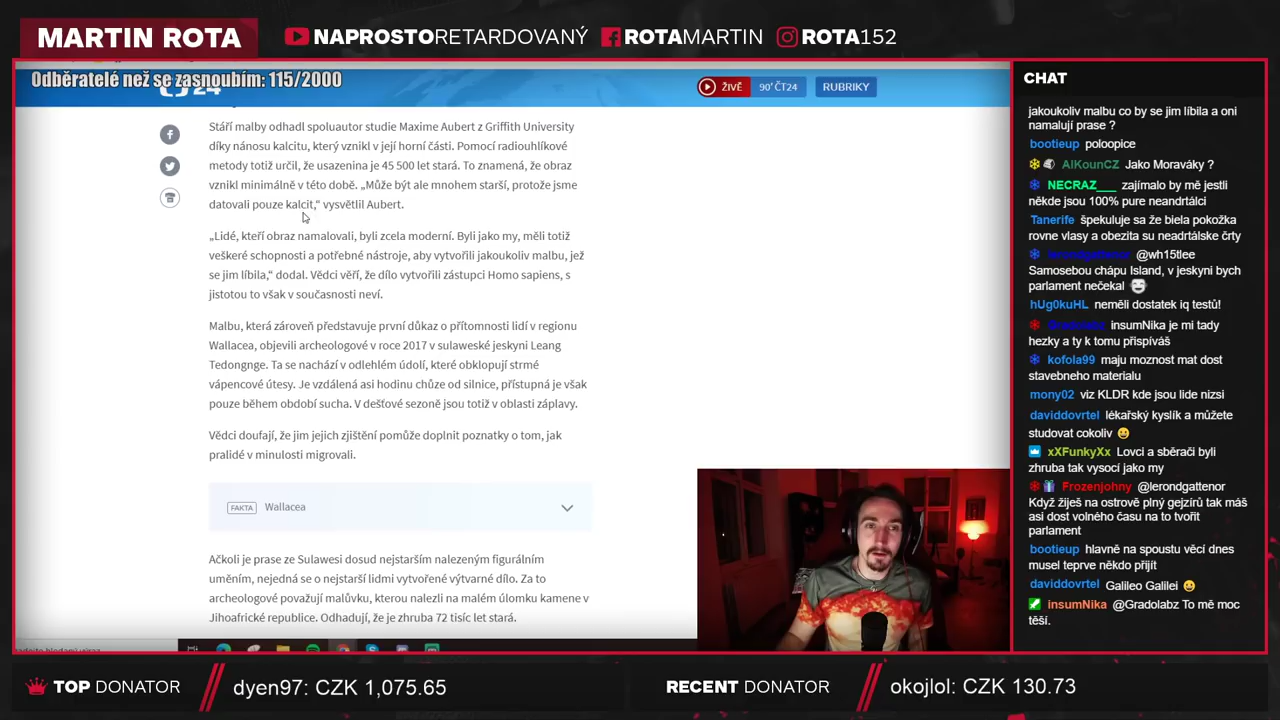 MARTIN ROTA
NAPROSTORETARDOVANÝ
ROTAMARTIN
ROTA152
Odběratelé než se zasnoubím: 115/2000
24
ŽIVĚ
90' ČT24
RUBRIKY
Stáří malby odhadl spoluautor studie Maxime Aubert z Griffith University
díky nánosu kalcitu, který vznikl v její horní části. Pomocí radiouhlíkové
metody totiž určil, že usazenina je 45 500 let stará. To znamená, že obraz
vznikl minimálně v této době. „Může být ale mnohem starší, protože jsme
datovali pouze kalcit,“ vysvětlil Aubert.
„Lidé, kteří obraz namalovali, byli zcela moderní. Byli jako my, měli totiž
veškeré schopnosti a potřebné nástroje, aby vytvořili jakoukoliv malbu, jež
se jim líbila,“ dodal. Vědci věří, že dílo vytvořili zástupci Homo sapiens, s
jistotou to však v současnosti neví.
Malbu, která zároveň představuje první důkaz o přítomnosti lidí v regionu
Wallacea, objevili archeologové v roce 2017 v sulaweské jeskyni Leang
Tedongnge. Ta se nachází v odlehlém údolí, které obklopují strmé
vápencové útesy. Je vzdálená asi hodinu chůze od silnice, přístupná je však
pouze během období sucha. V dešťové sezoně jsou totiž v oblasti záplavy.
Vědci doufají, že jim jejich zjištění pomůže doplnit poznatky o tom, jak
pralidé v minulosti migrovali.
FAKTA Wallacea
Ačkoli je prase ze Sulawesi dosud nejstarším nalezeným figurálním
uměním, nejedná se o nejstarší lidmi vytvořené výtvarné dílo. Za to
archeologové považují malůvku, kterou nalezli na malém úlomku kamene v
Jihoafrické republice. Odhadují, že je zhruba 72 tisíc let stará.
CHAT
jakoukoliv malbu co by se jim líbila a oni
namalují prase ?
bootieup poloopice
AlKounCZ Jako Moraváky ?
NECRAZ___ zajímalo by mě jestli
někde jsou 100% pure neandrtálci
Tanerife špekuluje sa že biela pokožka
rovne vlasy a obezita su neadrtálske črty
lerondgattenor @wh15tlee
Samosebou chápu Island, v jeskyni bych
parlament nečekal
hUg0kuHL neměli dostatek iq testů!
Gradolabz insumNika je mi tady
hezky a ty k tomu přispíváš
kofola99 maju moznost mat dost
stavebneho materialu
mony02 viz KLDR kde jsou lide nizsi
daviddovrtel lékařský kyslík a můžete
studovat cokoliv
xXFunkyXx Lovci a sběrači byli
zhruba tak vysocí jako my
Frozenjohny @lerondgattenor
Když žiješ na ostrově plný gejzírů tak máš
asi dost volného času na to tvořit
parlament
bootieup hlavně na spoustu věcí dnes
musel teprve někdo přijít
daviddovrtel Galileo Galilei
insumNika @Gradolabz To mě moc
těší.
TOP DONATOR
dyen97: CZK 1,075.65
RECENT DONATOR
okojlol: CZK 130.73